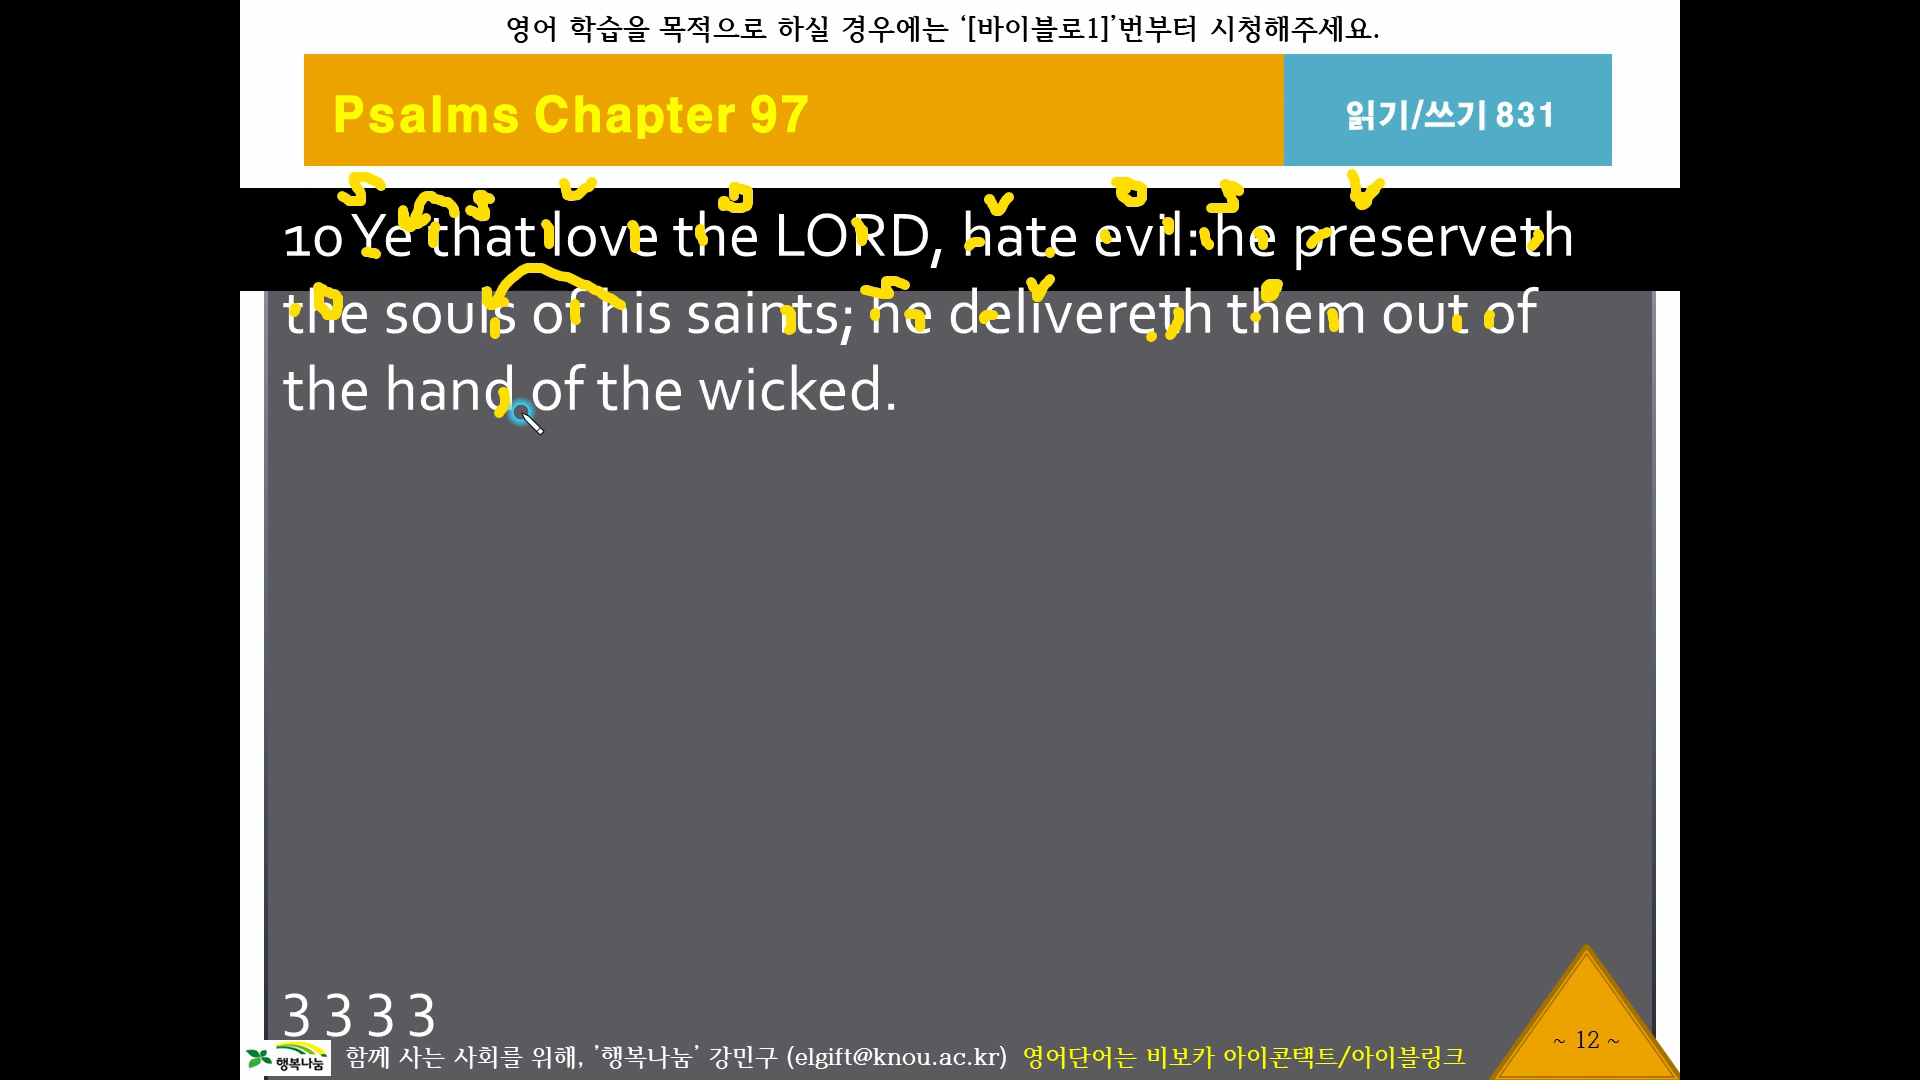 영어 학습을 목적으로 하실 경우에는 ‘[바이블로1]’번부터 시청해주세요.
Psalms Chapter 97
읽기/쓰기 831
10 Ye that love the LORD, hate evil: he preserveth
the souls of his saints; he delivereth them out of
the hand of the wicked.
3 3 3 3
~ 12 ~
행복나눔 함께 사는 사회를 위해, ’행복나눔’ 강민구 (elgift@knou.ac.kr) 영어단어는 비보카 아이콘택트/아이블링크